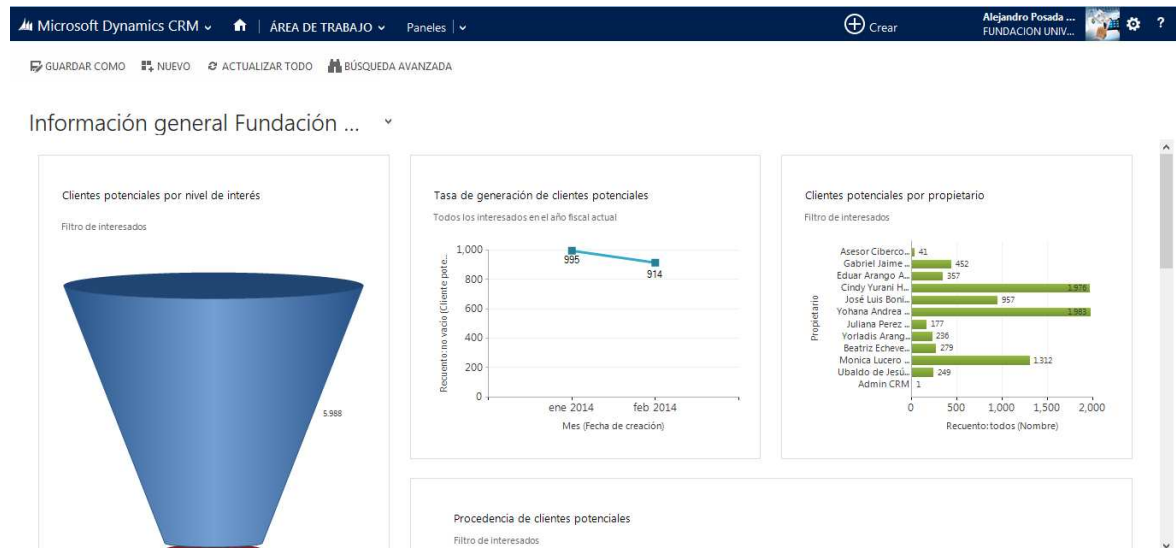 Microsoft Dynamics CRM ÁREA DE TRABAJO Paneles Crear
Alejandro Posada ...
FUNDACION UNIV...
?
GUARDAR COMO NUEVO ACTUALIZAR TODO BÚSQUEDA AVANZADA
Información general Fundación ...
Clientes potenciales por nivel de interés
Filtro de interesados
5.988
Tasa de generación de clientes potenciales
Todos los interesados en el año fiscal actual
Recuento: no vacío (Cliente pote...
1,000
800
600
400
200
0
995
914
ene 2014 feb 2014
Mes (Fecha de creación)
Clientes potenciales por propietario
Filtro de interesados
Propietario
Asesor Ciberco... 41
Gabriel Jaime ... 452
Eduar Arango A... 357
Cindy Yurani H... 1.976
José Luis Boni... 957
Yohana Andrea ... 1.983
Juliana Perez ... 177
Yorladis Arang... 236
Beatriz Echeve... 279
Monica Lucero ... 1.312
Ubaldo de Jesú... 249
Admin CRM 1
0 500 1,000 1,500 2,000
Recuento: todos (Nombre)
Procedencia de clientes potenciales
Filtro de interesados